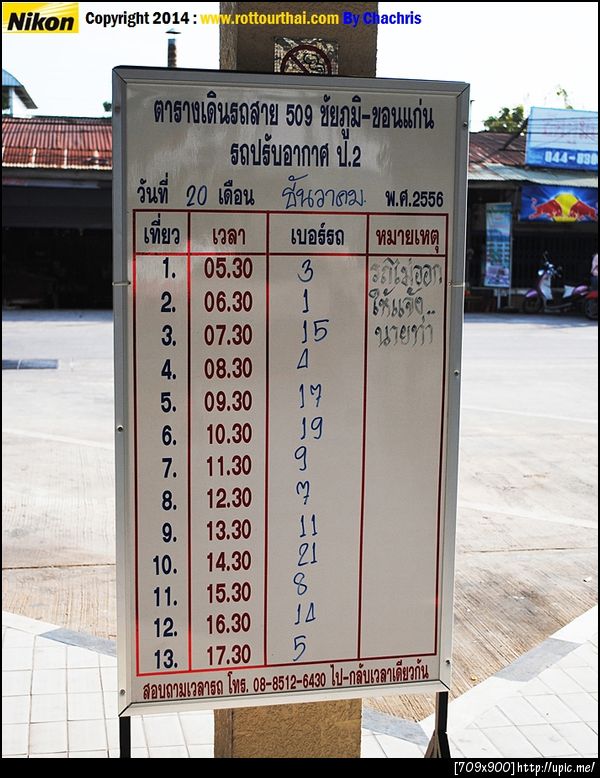 Nikon
Copyright 2014 : www.rottourthai.com By Chachris
ตารางเดินรถสาย 509 ชัยภูมิ-ขอนแก่น
รถปรับอากาศ ป.2
วันที่ 20 เดือน ธันวาคม พ.ศ.2556
เที่ยว เวลา เบอร์รถ หมายเหตุ
1. 05.30 3 รถไม่ออก
2. 06.30 1 ให้แจ้ง
3. 07.30 15 นายท่า
4. 08.30 4
5. 09.30 17
6. 10.30 19
7. 11.30 9
8. 12.30 7
9. 13.30 11
10. 14.30 21
11. 15.30 8
12. 16.30 14
13. 17.30 5
สอบถามเวลารถ โทร. 08-8512-6430 ไป-กลับเวลาเดียวกัน
Red Bull
[709x900]http://upic.me/